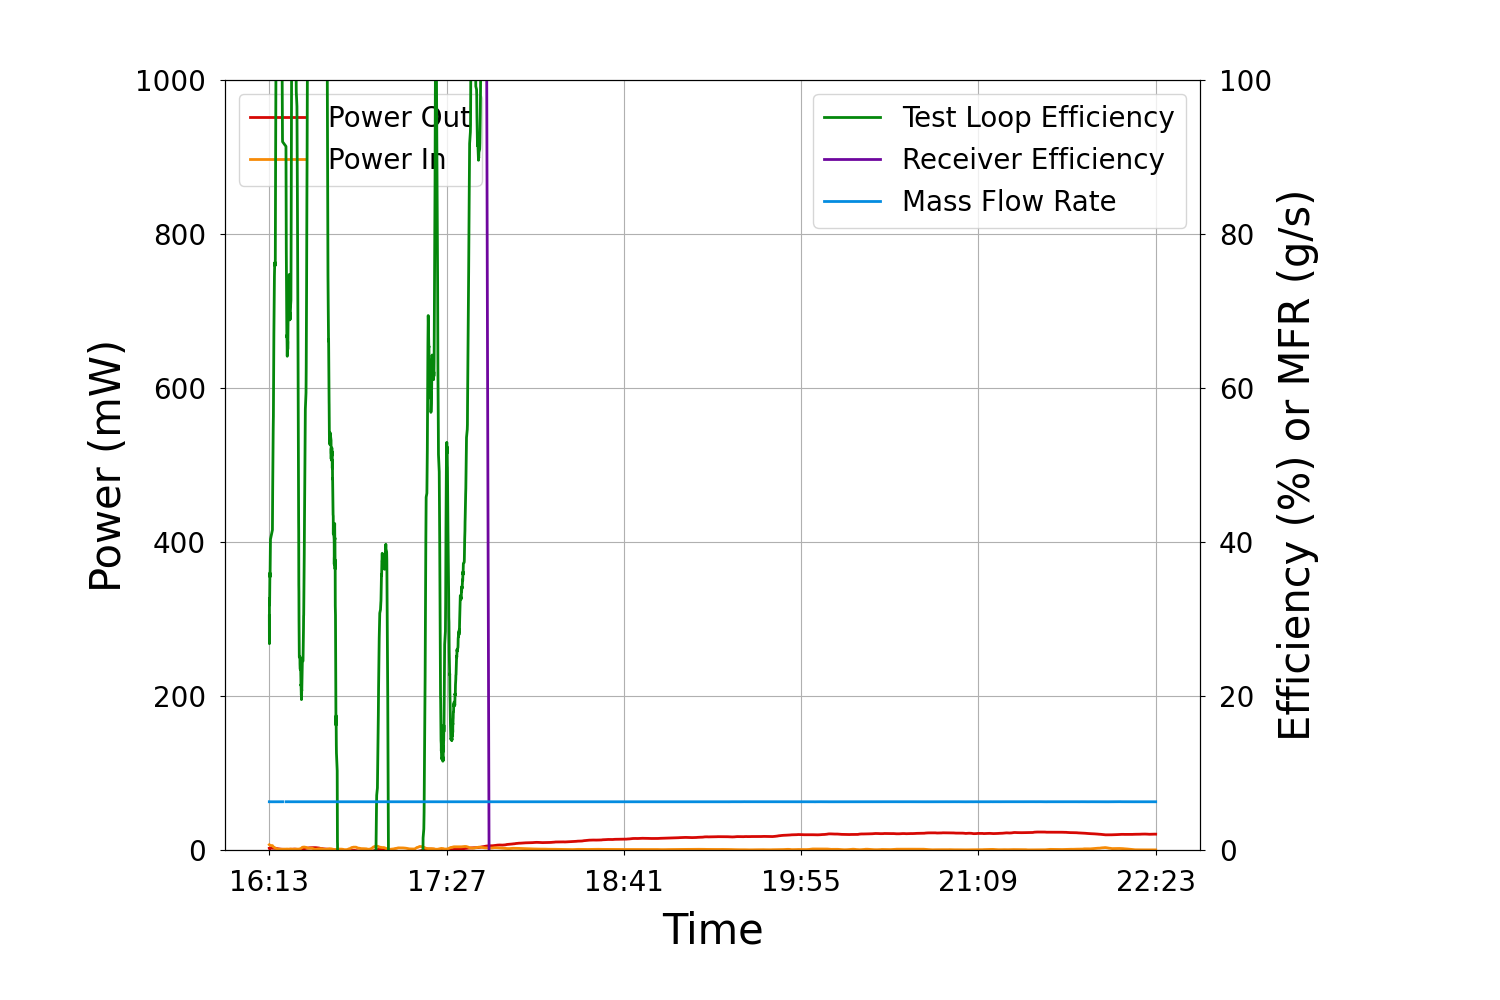 1000
800
600
400
200
0
Power (mW)
Power Out
Power In
Test Loop Efficiency
Receiver Efficiency
Mass Flow Rate
100
80
60
40
20
0
Efficiency (%) or MFR (g/s)
16:13 17:27 18:41 19:55 21:09 22:23
Time